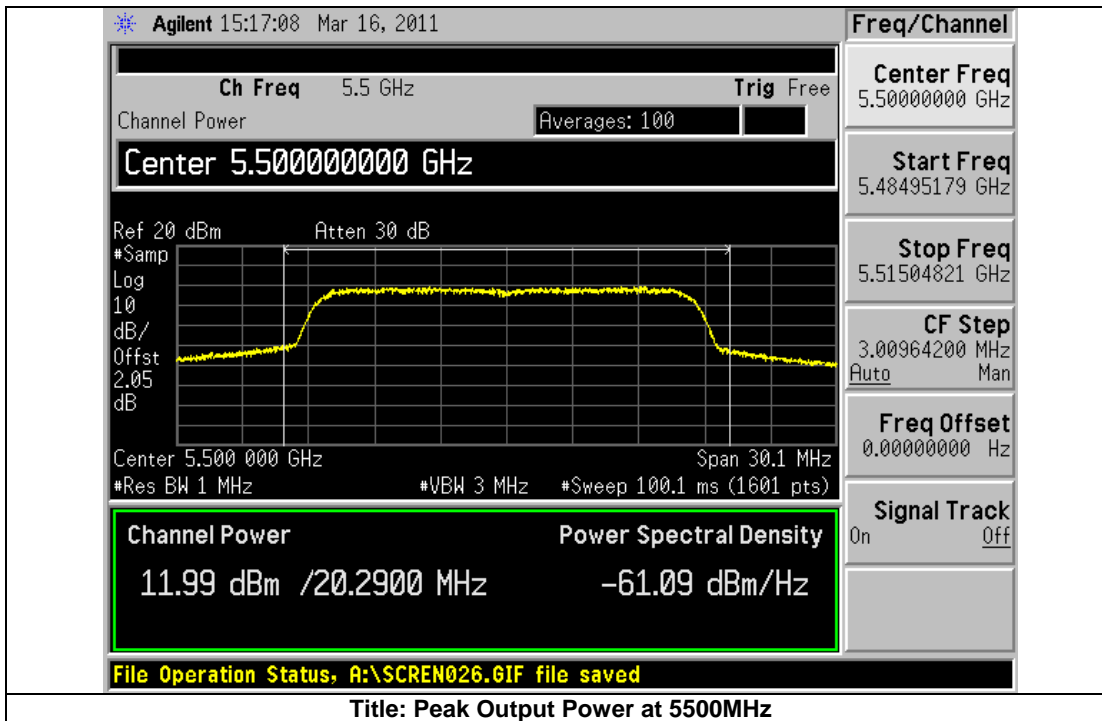 Agilent 15:17:08 Mar 16, 2011
Freq/Channel
Ch Freq 5.5 GHz Trig Free
Channel Power Averages: 100
Center 5.500000000 GHz
Ref 20 dBm Atten 30 dB
#Samp
Log
10
dB/
Offst
2.05
dB
Center 5.500 000 GHz Span 30.1 MHz
#Res BW 1 MHz #VBW 3 MHz #Sweep 100.1 ms (1601 pts)
Channel Power Power Spectral Density
11.99 dBm /20.2900 MHz -61.09 dBm/Hz
File Operation Status, A:\SCREN026.GIF file saved
Center Freq
5.50000000 GHz
Start Freq
5.48495179 GHz
Stop Freq
5.51504821 GHz
CF Step
3.00964200 MHz
Auto Man
Freq Offset
0.00000000 Hz
Signal Track
On Off
Title: Peak Output Power at 5500MHz